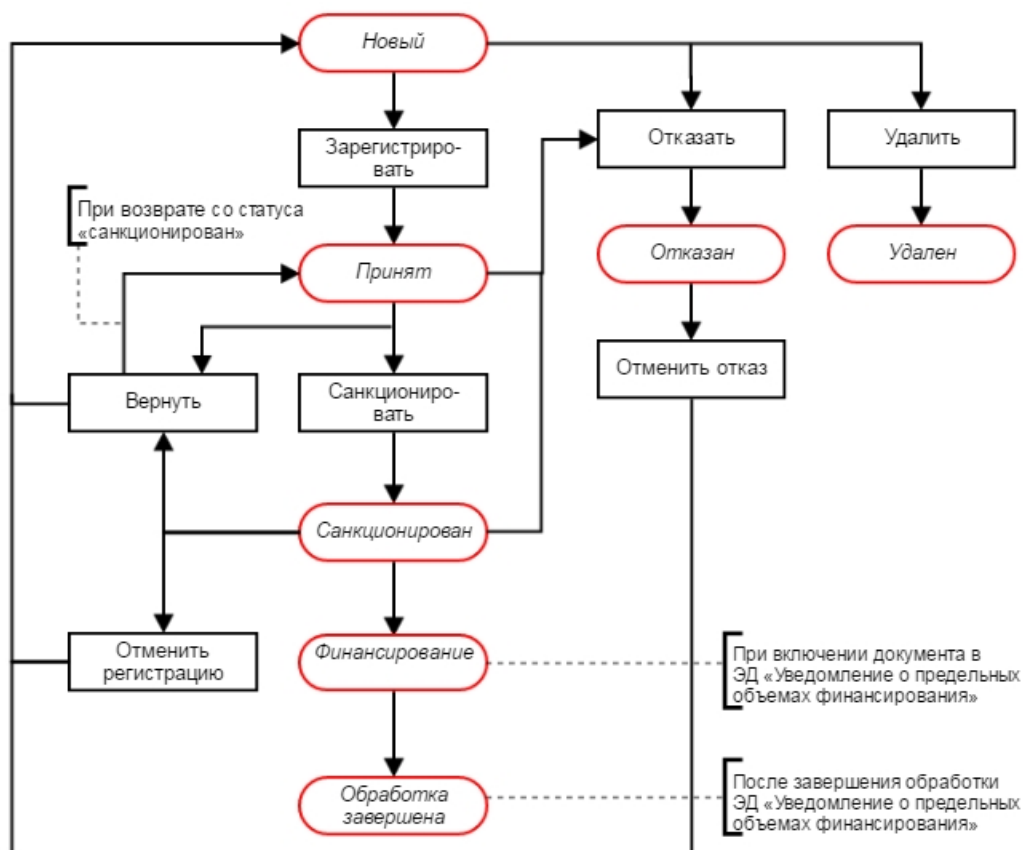 Новый
Зарегистриро-
вать
Отказать
Удалить
При возврате со статуса
«санкционирован»
Принят
Отказан
Удален
Вернуть
Санкциониро-
вать
Отменить отказ
Санкционирован
Отменить
регистрацию
Финансирование
При включении документа в
ЭД «Уведомление о предельных
объемах финансирования»
Обработка
завершена
После завершения обработки
ЭД «Уведомление о предельных
объемах финансирования»